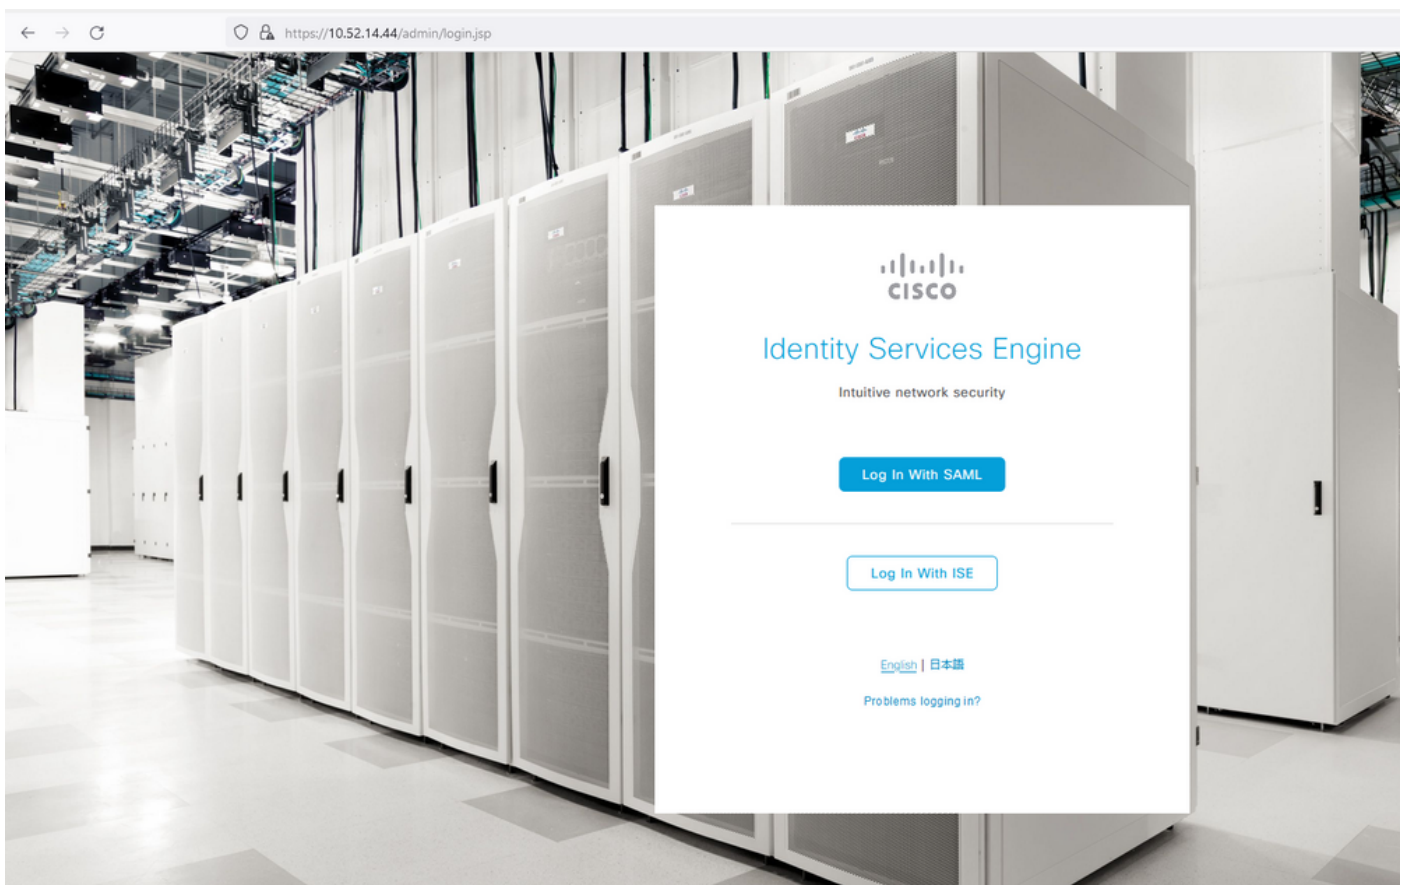 https://10.52.14.44/admin/login.jsp
CISCO
Identity Services Engine
Intuitive network security
Log In With SAML
Log In With ISE
English | 日本語
Problems logging in?